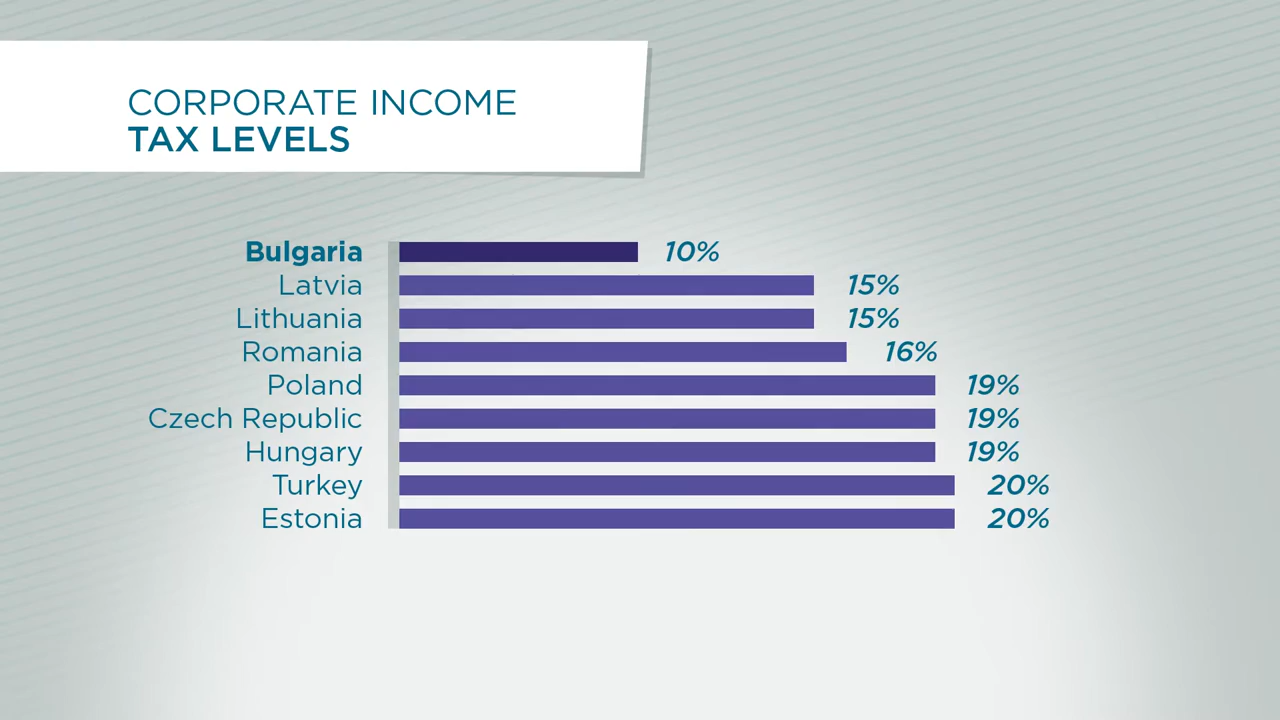 CORPORATE INCOME
TAX LEVELS
Bulgaria 10%
Latvia 15%
Lithuania 15%
Romania 16%
Poland 19%
Czech Republic 19%
Hungary 19%
Turkey 20%
Estonia 20%